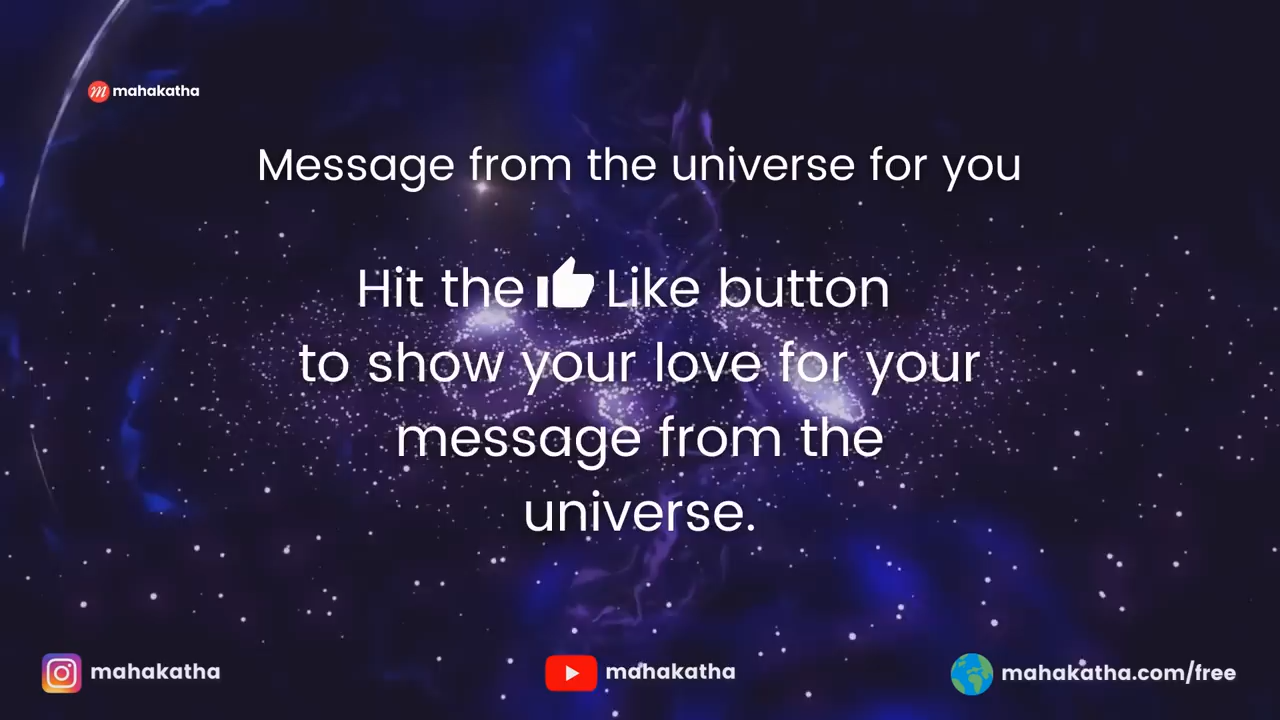 mahakatha
Message from the universe for you
Hit the Like button
to show your love for your
message from the
universe.
mahakatha
mahakatha
mahakatha.com/free